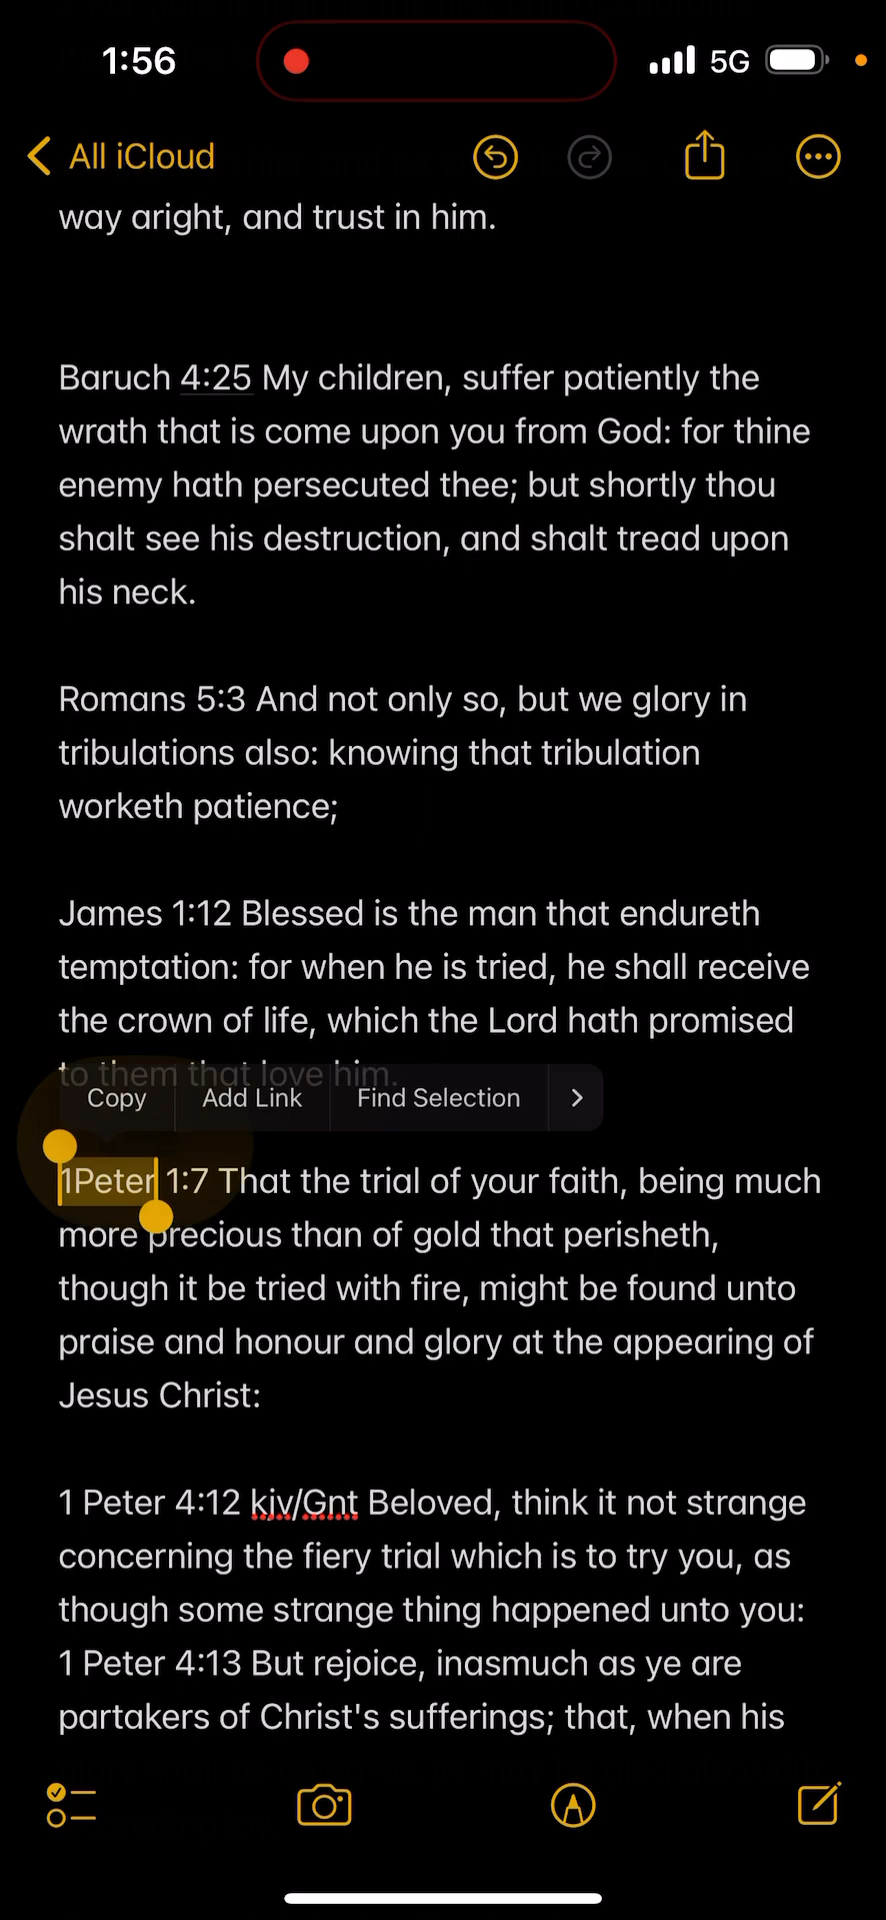 1:56
5G
All iCloud
way aright, and trust in him.
Baruch 4:25 My children, suffer patiently the
wrath that is come upon you from God: for thine
enemy hath persecuted thee; but shortly thou
shalt see his destruction, and shalt tread upon
his neck.
Romans 5:3 And not only so, but we glory in
tribulations also: knowing that tribulation
worketh patience;
James 1:12 Blessed is the man that endureth
temptation: for when he is tried, he shall receive
the crown of life, which the Lord hath promised
to them that love him.
Copy Add Link Find Selection
1Peter 1:7 That the trial of your faith, being much
more precious than of gold that perisheth,
though it be tried with fire, might be found unto
praise and honour and glory at the appearing of
Jesus Christ:
1 Peter 4:12 kjv/Gnt Beloved, think it not strange
concerning the fiery trial which is to try you, as
though some strange thing happened unto you:
1 Peter 4:13 But rejoice, inasmuch as ye are
partakers of Christ's sufferings; that, when his